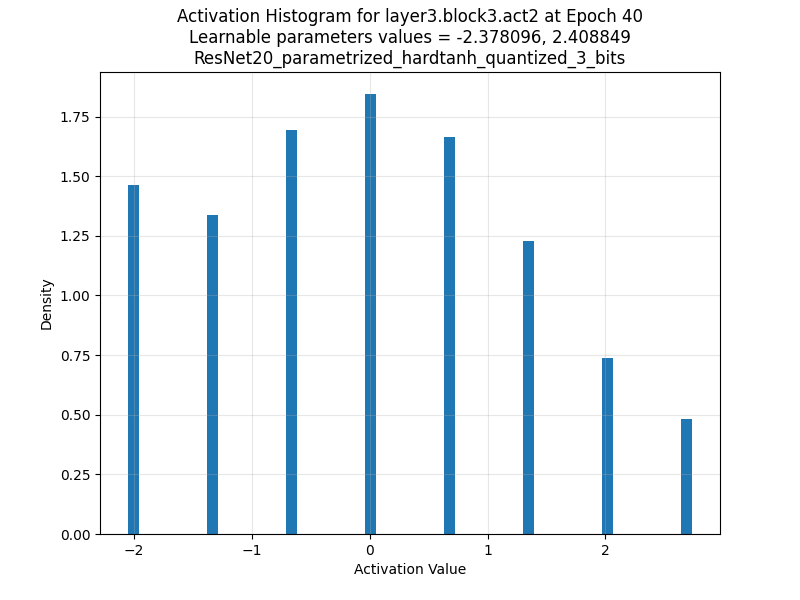 Activation Histogram for layer3.block3.act2 at Epoch 40
Learnable parameters values = -2.378096, 2.408849
ResNet20_parametrized_hardtanh_quantized_3_bits
1.75
1.50
1.25
1.00
0.75
0.50
0.25
0.00
Density
−2 −1 0 1 2
Activation Value